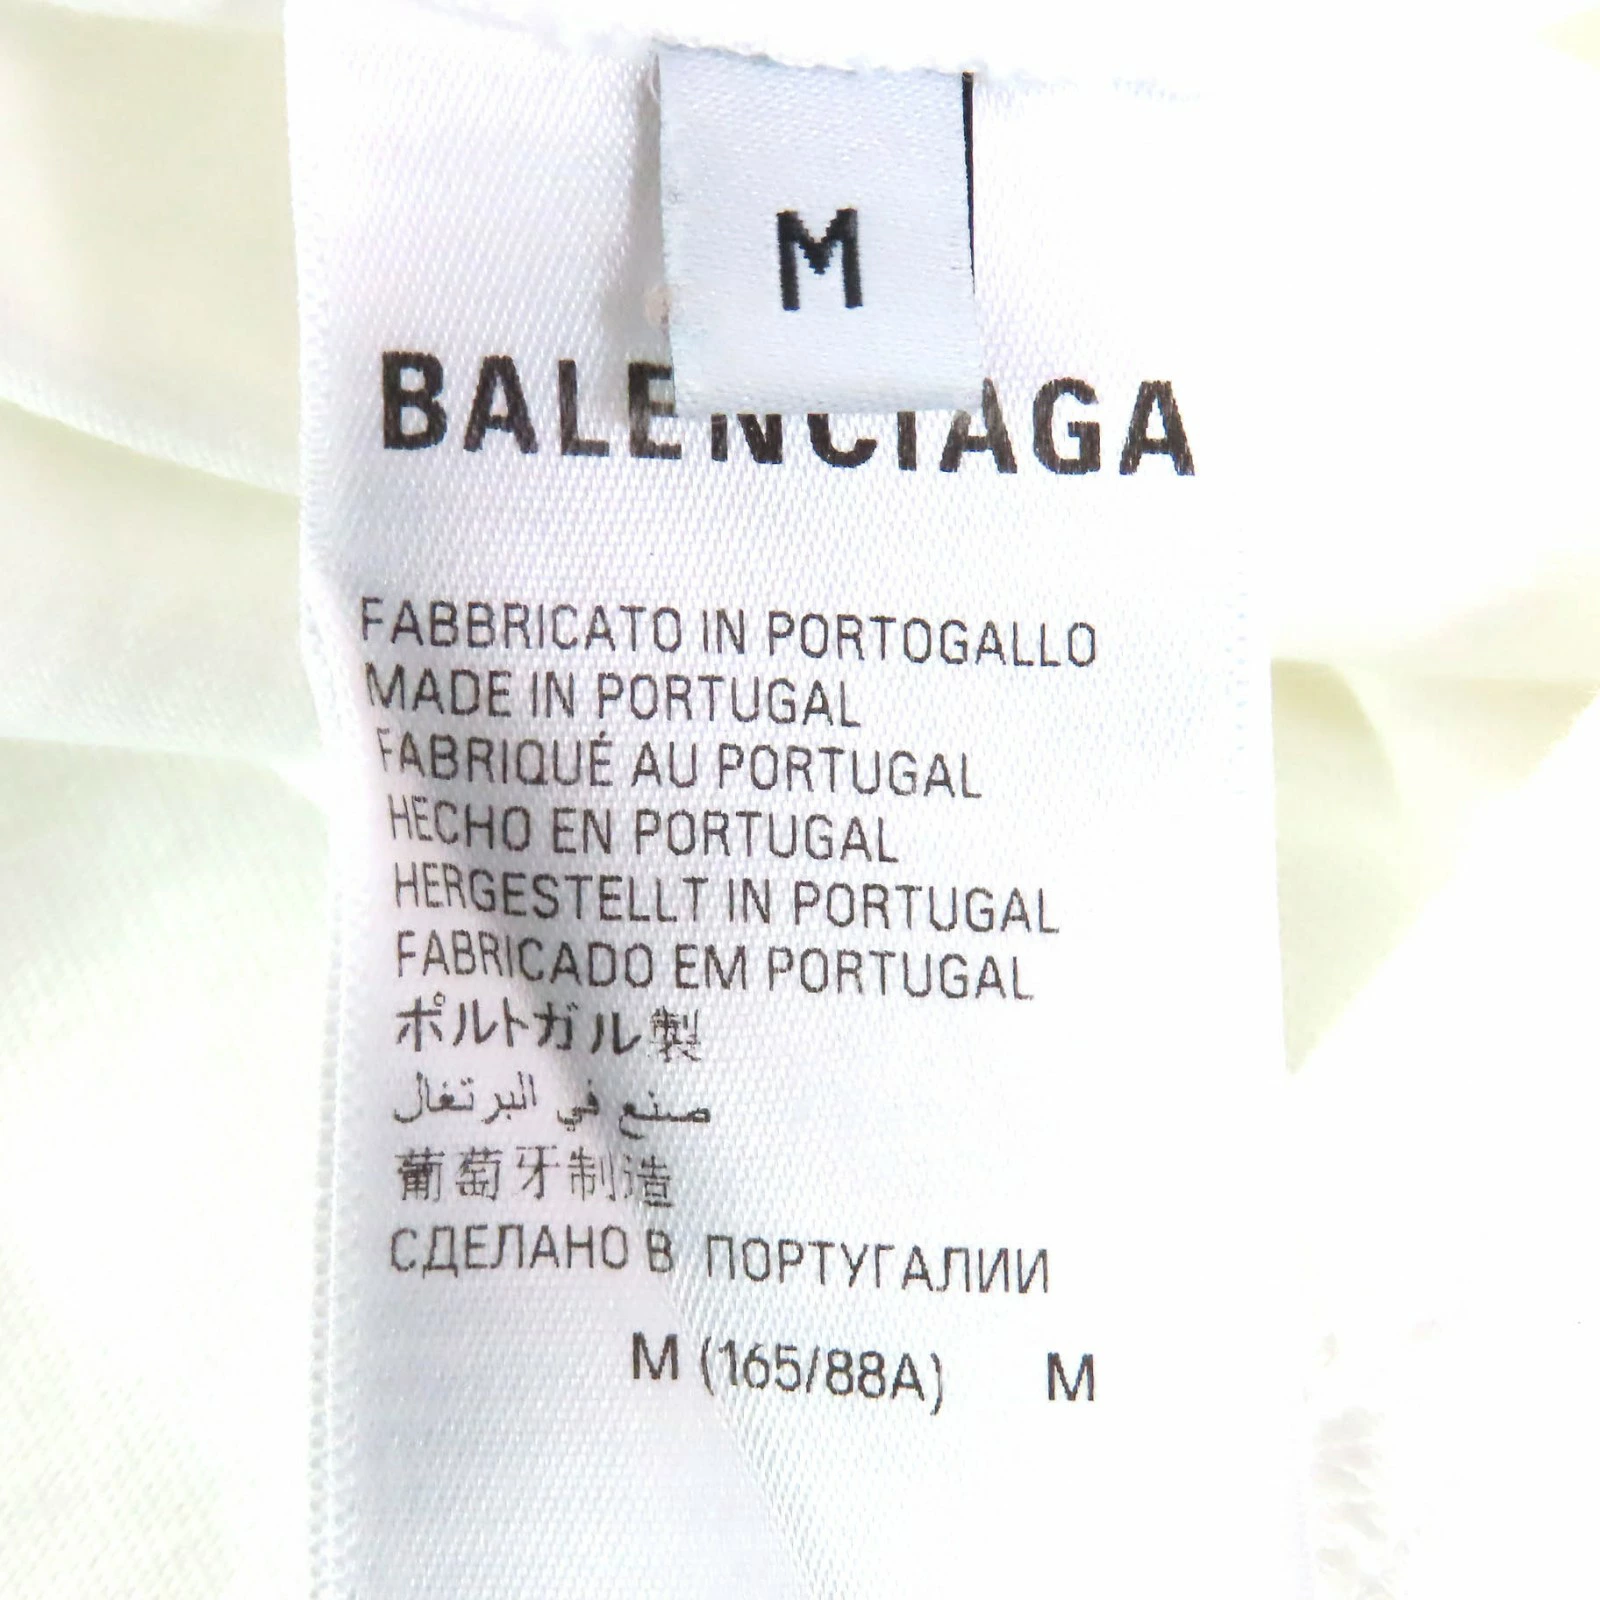 M
BALENCIAGA
FABBRICATO IN PORTOGALLO
MADE IN PORTUGAL
FABRIQUÉ AU PORTUGAL
HECHO EN PORTUGAL
HERGESTELLT IN PORTUGAL
FABRICADO EM PORTUGAL
ポルトガル製
صنع في البرتغال
葡萄牙制造
СДЕЛАНО В ПОРТУГАЛИИ
M (165/88A) M